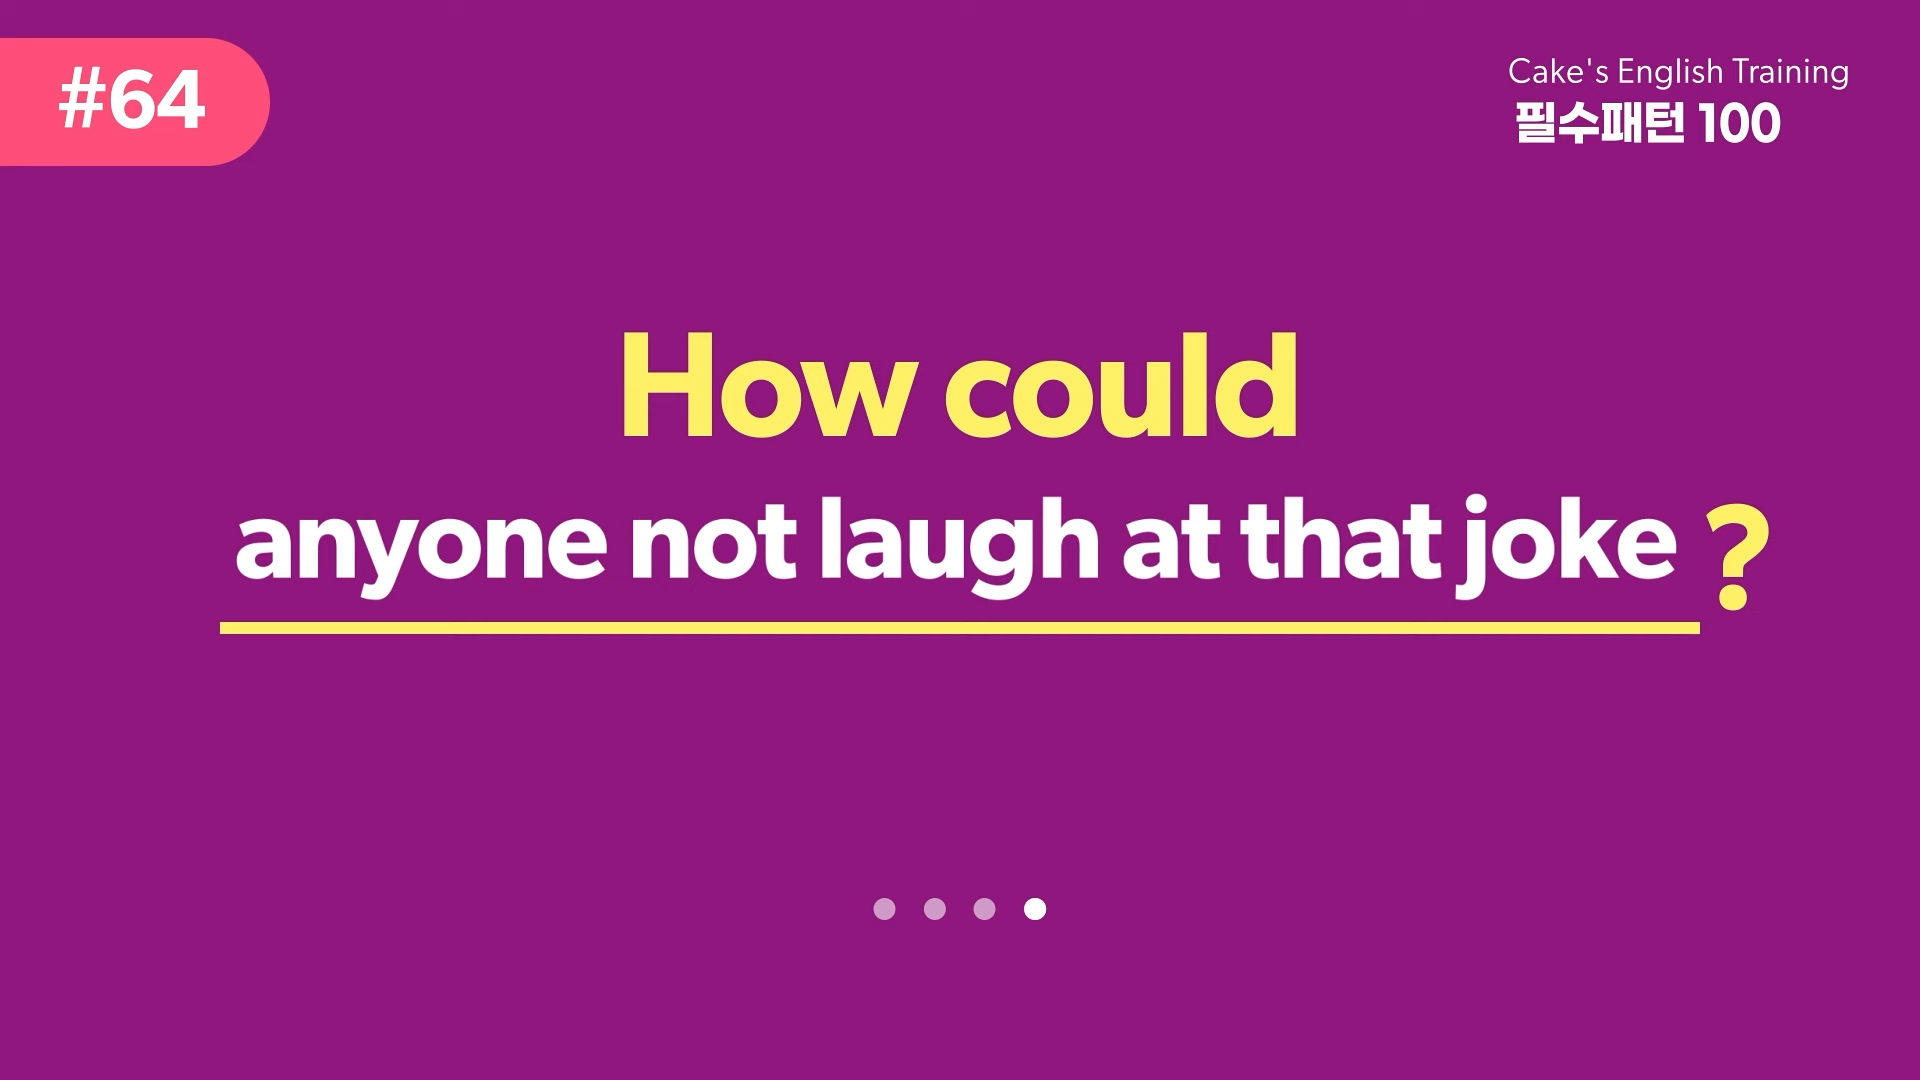 #64
Cake's English Training
필수패턴 100
How could
anyone not laugh at that joke ?